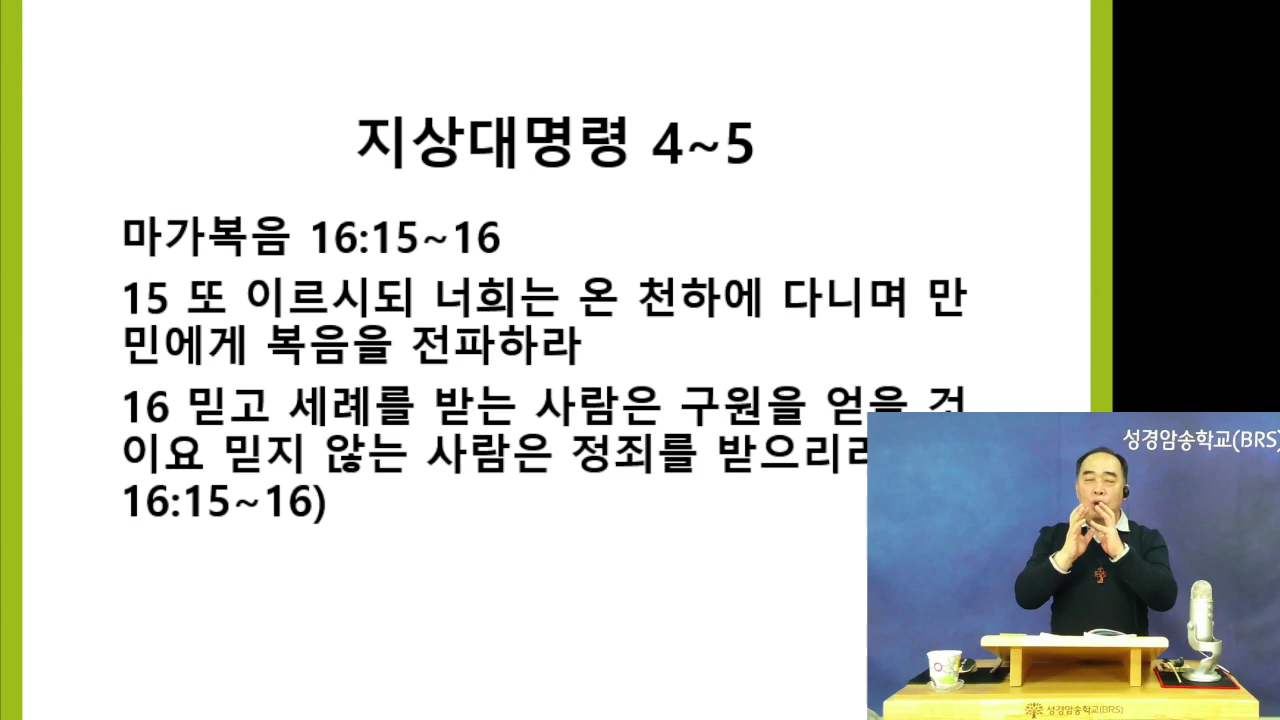 지상대명령 4~5
마가복음 16:15~16
15 또 이르시되 너희는 온 천하에 다니며 만
민에게 복음을 전파하라
16 믿고 세례를 받는 사람은 구원을 얻을 것
이요 믿지 않는 사람은 정죄를 받으리
16:15~16)
성경암송학교(BRS)
성경암송학교(BRS)